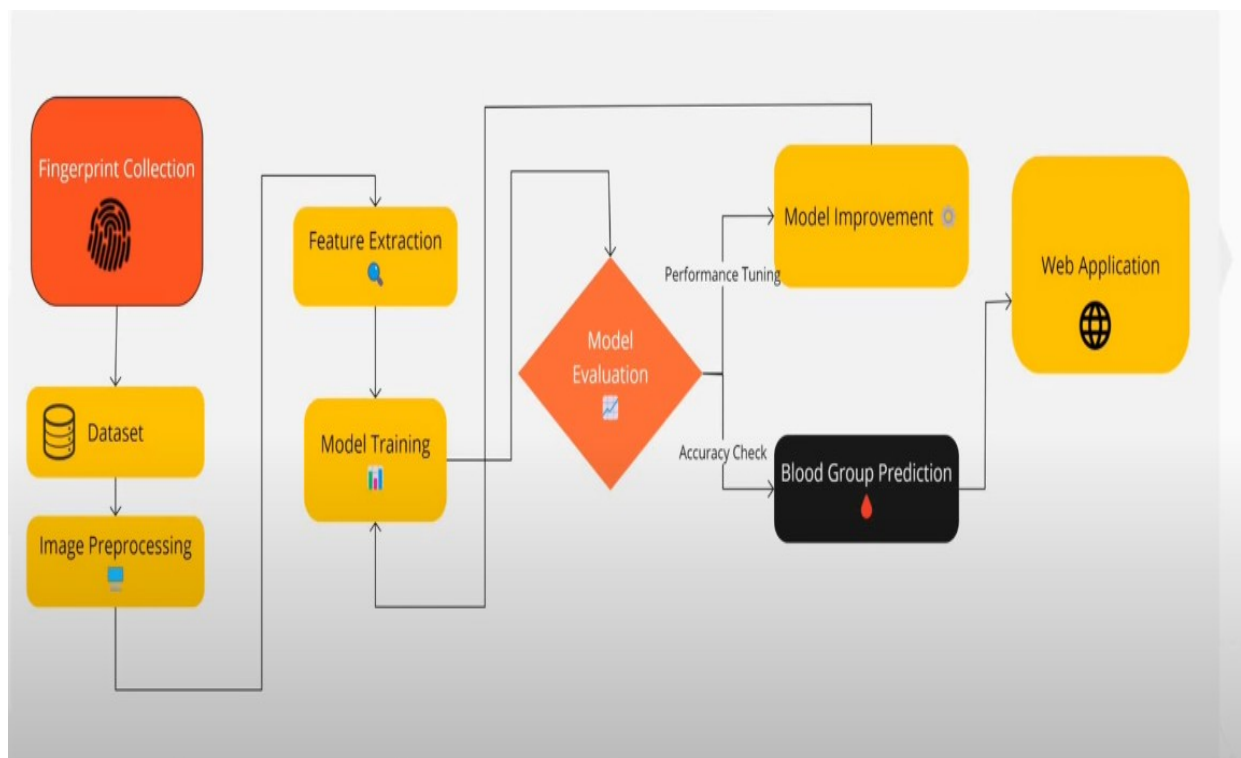 Fingerprint Collection
Dataset
Image Preprocessing
Feature Extraction
Model Training
Model
Evaluation
Performance Tuning
Accuracy Check
Model Improvement
Blood Group Prediction
Web Application